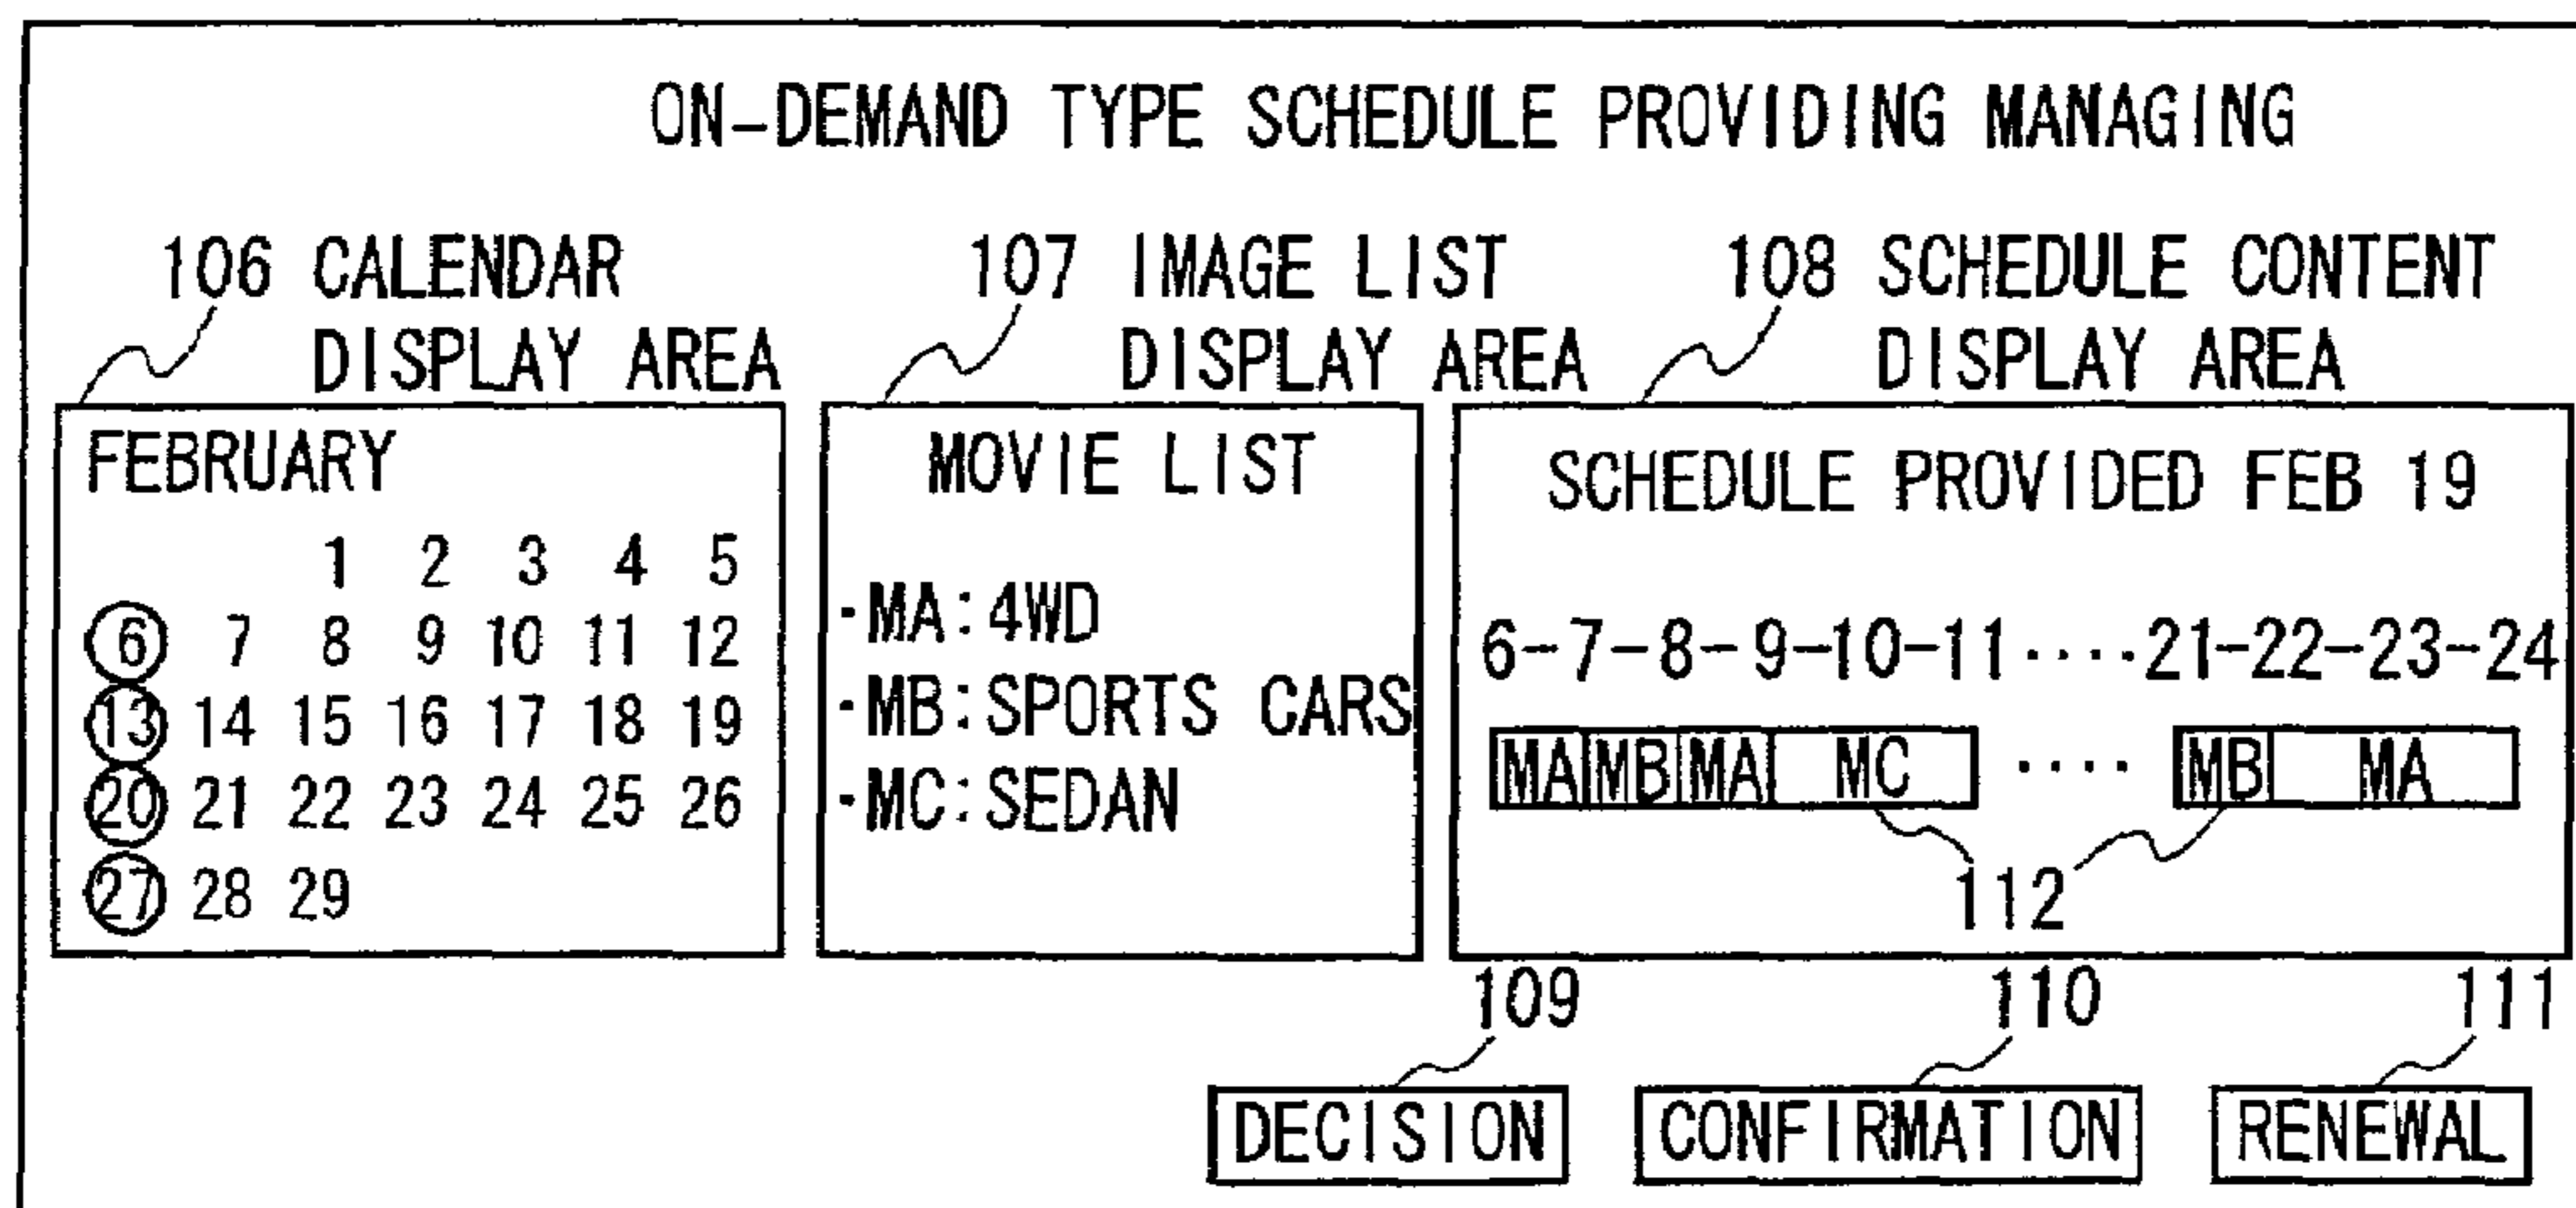 ON-DEMAND TYPE SCHEDULE PROVIDING MANAGING
106 CALENDAR DISPLAY AREA
FEBRUARY
1 2 3 4 5
6 7 8 9 10 11 12
13 14 15 16 17 18 19
20 21 22 23 24 25 26
27 28 29
107 IMAGE LIST DISPLAY AREA
MOVIE LIST
·MA:4WD
·MB:SPORTS CARS
·MC:SEDAN
108 SCHEDULE CONTENT DISPLAY AREA
SCHEDULE PROVIDED FEB 19
6-7-8-9-10-11····21-22-23-24
MA MB MA MC ···· MB MA
112
109
DECISION
110
CONFIRMATION
111
RENEWAL